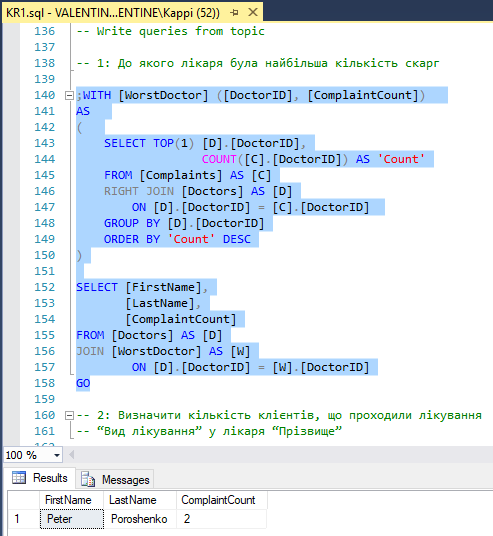 KR1.sql - VALENTIN...ENTINE\Kappi (52))
136 -- Write queries from topic
137
138 -- 1: До якого лікаря була найбільша кількість скарг
139
140 ;WITH [WorstDoctor] ([DoctorID], [ComplaintCount])
141 AS
142 (
143 SELECT TOP(1) [D].[DoctorID],
144 COUNT([C].[DoctorID]) AS 'Count'
145 FROM [Complaints] AS [C]
146 RIGHT JOIN [Doctors] AS [D]
147 ON [D].[DoctorID] = [C].[DoctorID]
148 GROUP BY [D].[DoctorID]
149 ORDER BY 'Count' DESC
150 )
151
152 SELECT [FirstName],
153 [LastName],
154 [ComplaintCount]
155 FROM [Doctors] AS [D]
156 JOIN [WorstDoctor] AS [W]
157 ON [D].[DoctorID] = [W].[DoctorID]
158 GO
159
160 -- 2: Визначити кількість клієнтів, що проходили лікування
161 -- “Вид лікування” у лікаря “Прізвище”
100 %
Results Messages
FirstName LastName ComplaintCount
1 Peter Poroshenko 2